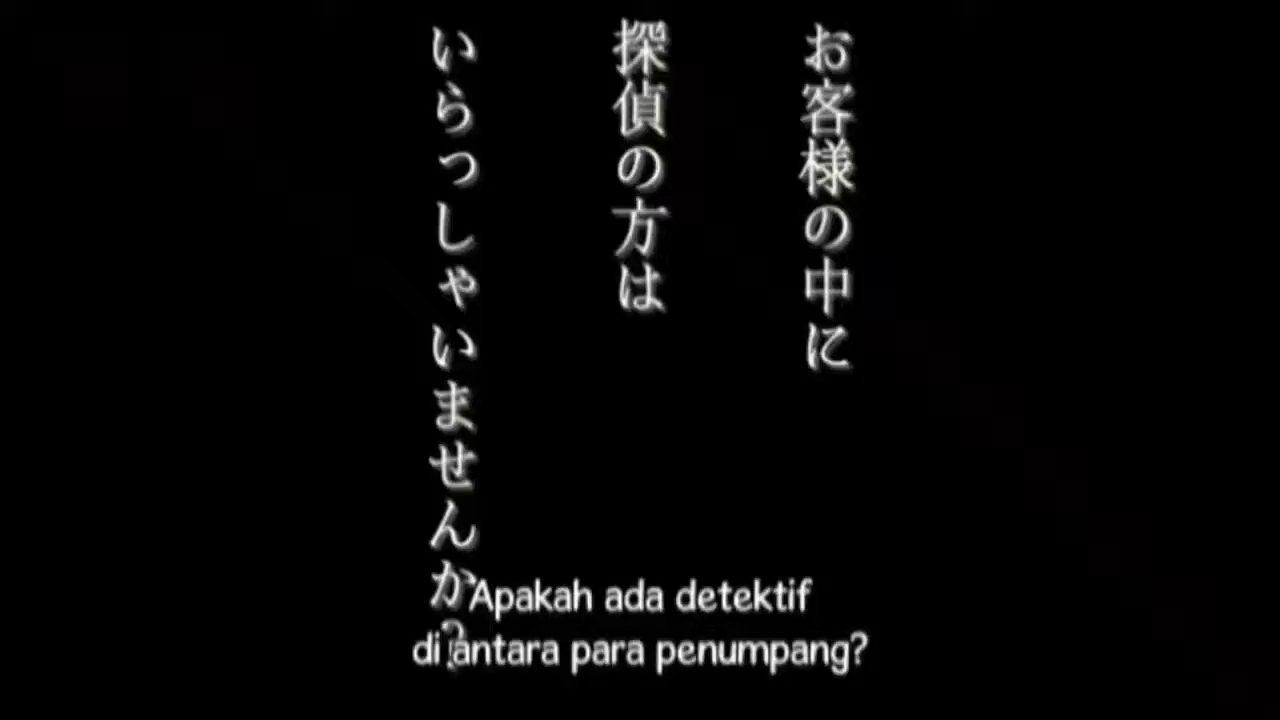 お客様の中に
探偵の方は
いらっしゃいませんか?
Apakah ada detektif
di antara para penumpang?